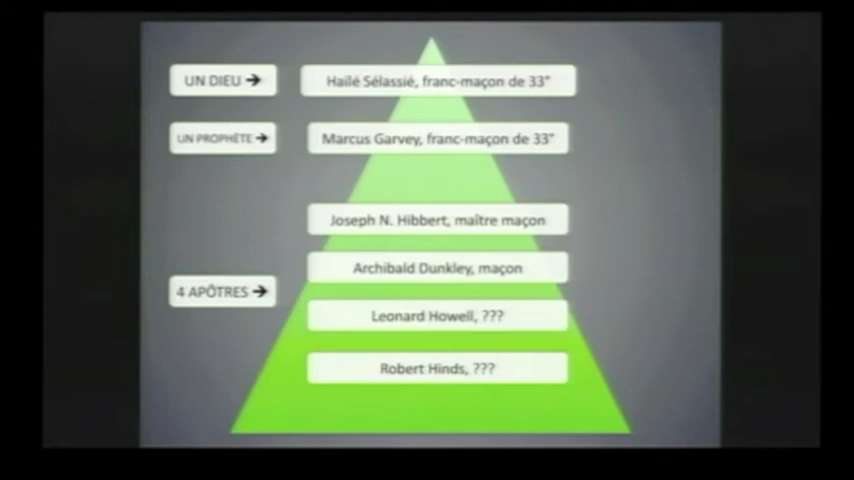 UN DIEU → Hailé Sélassié, franc-maçon de 33°
UN PROPHÈTE → Marcus Garvey, franc-maçon de 33°
Joseph N. Hibbert, maître maçon
Archibald Dunkley, maçon
4 APÔTRES →
Leonard Howell, ???
Robert Hinds, ???